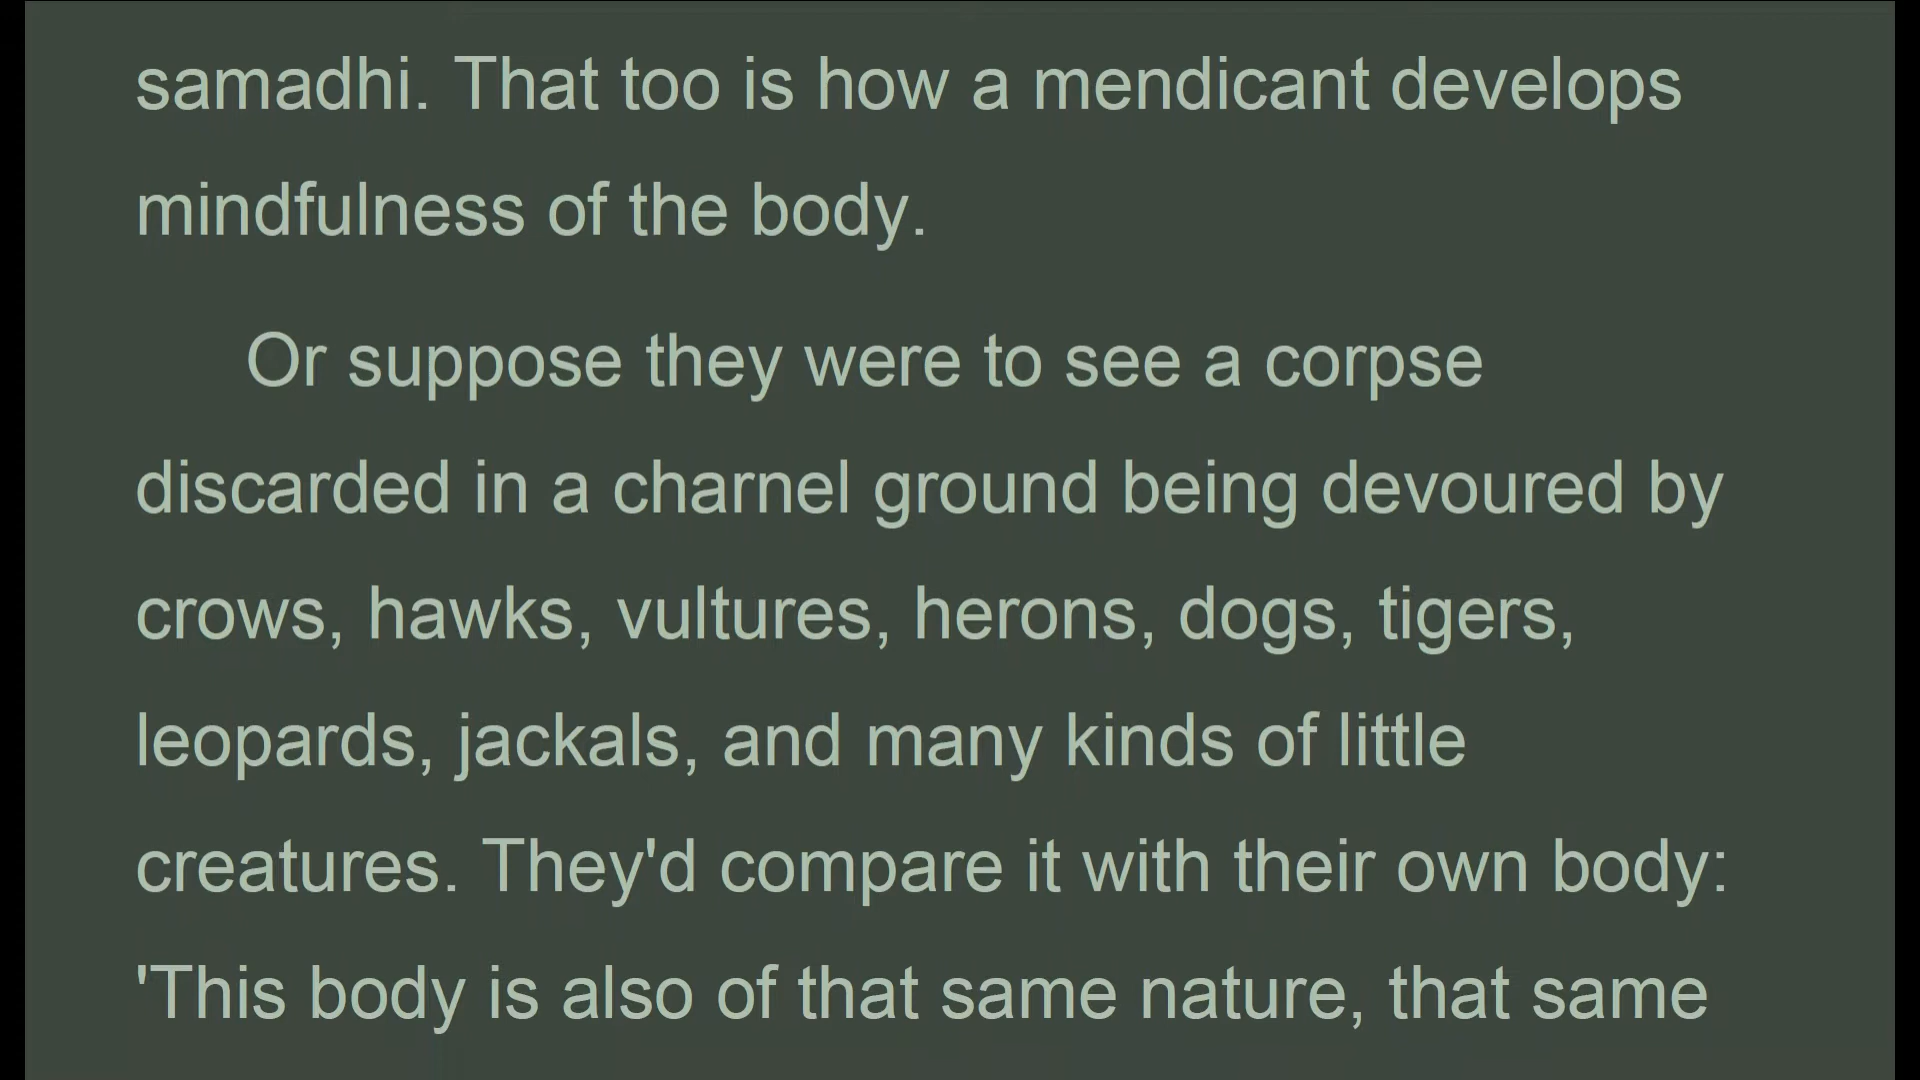 samadhi. That too is how a mendicant develops
mindfulness of the body.
Or suppose they were to see a corpse
discarded in a charnel ground being devoured by
crows, hawks, vultures, herons, dogs, tigers,
leopards, jackals, and many kinds of little
creatures. They'd compare it with their own body:
'This body is also of that same nature, that same